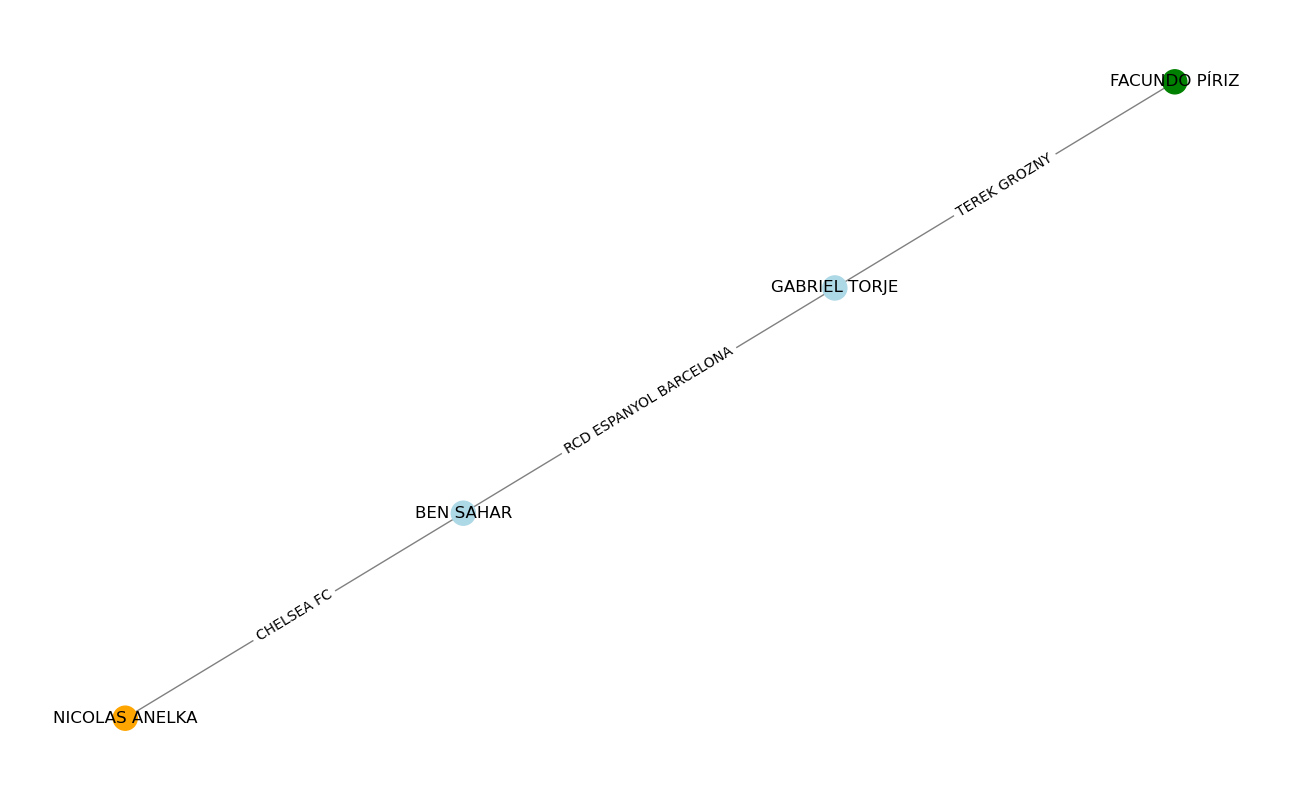 FACUNDO PÍRIZ
TEREK GROZNY
GABRIEL TORJE
RCD ESPANYOL BARCELONA
BEN SAHAR
CHELSEA FC
NICOLAS ANELKA